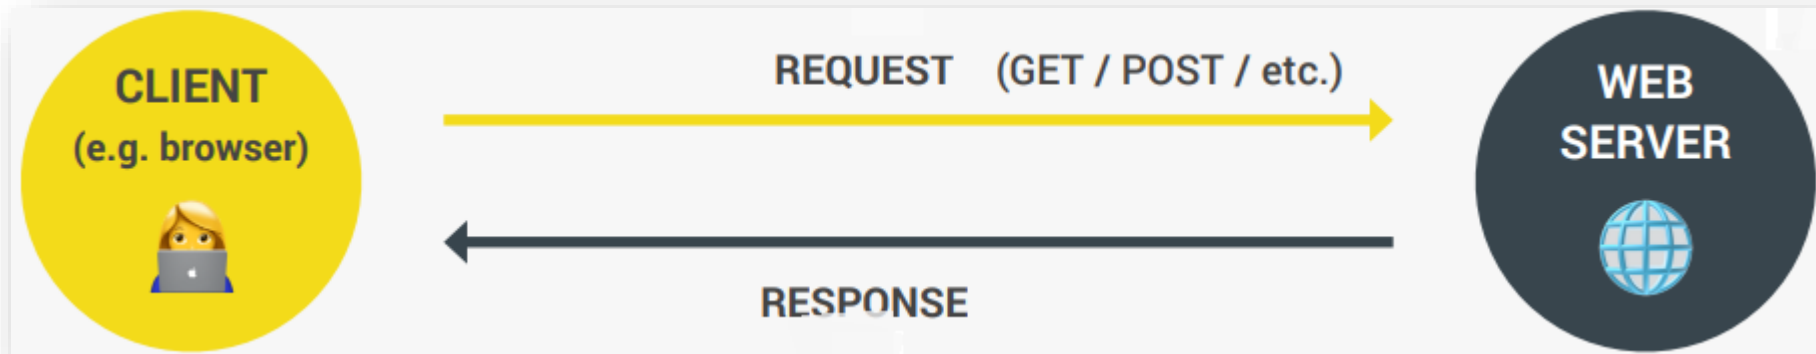 CLIENT
(e.g. browser)
REQUEST (GET / POST / etc.)
RESPONSE
WEB
SERVER